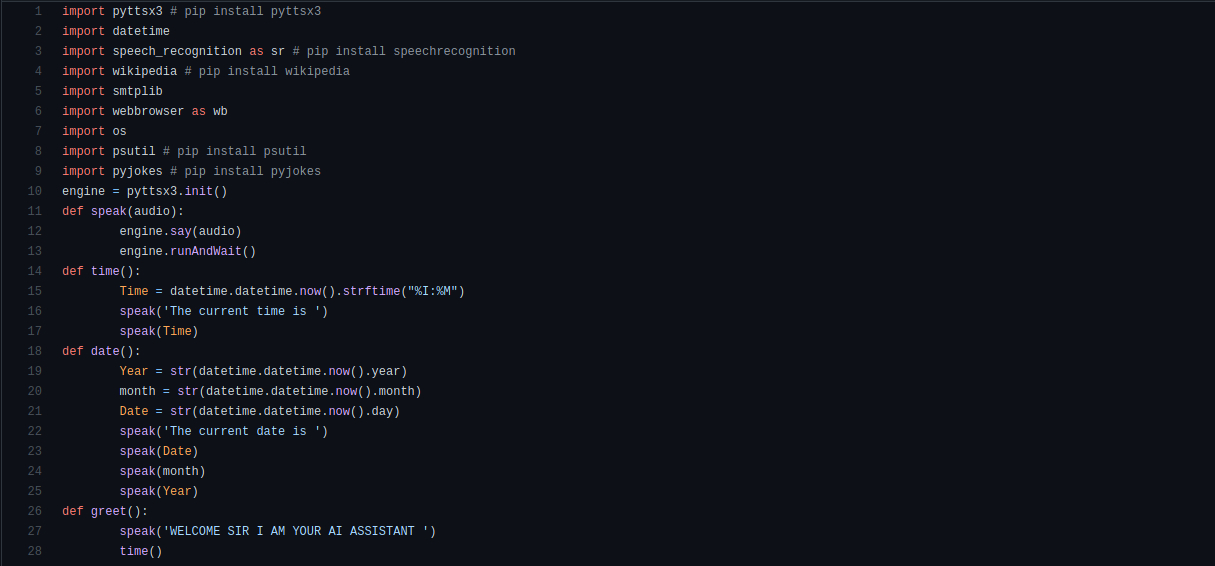 1 import pyttsx3 # pip install pyttsx3
2 import datetime
3 import speech_recognition as sr # pip install speechrecognition
4 import wikipedia # pip install wikipedia
5 import smtplib
6 import webbrowser as wb
7 import os
8 import psutil # pip install psutil
9 import pyjokes # pip install pyjokes
10 engine = pyttsx3.init()
11 def speak(audio):
12         engine.say(audio)
13         engine.runAndWait()
14 def time():
15         Time = datetime.datetime.now().strftime("%I:%M")
16         speak('The current time is ')
17         speak(Time)
18 def date():
19         Year = str(datetime.datetime.now().year)
20         month = str(datetime.datetime.now().month)
21         Date = str(datetime.datetime.now().day)
22         speak('The current date is ')
23         speak(Date)
24         speak(month)
25         speak(Year)
26 def greet():
27         speak('WELCOME SIR I AM YOUR AI ASSISTANT ')
28         time()